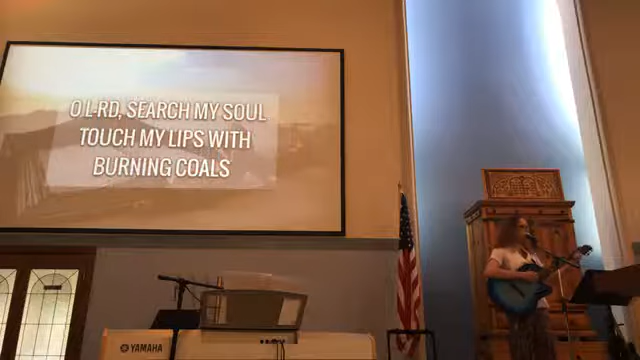 O L-RD, SEARCH MY SOUL
TOUCH MY LIPS WITH
BURNING COALS
YAMAHA